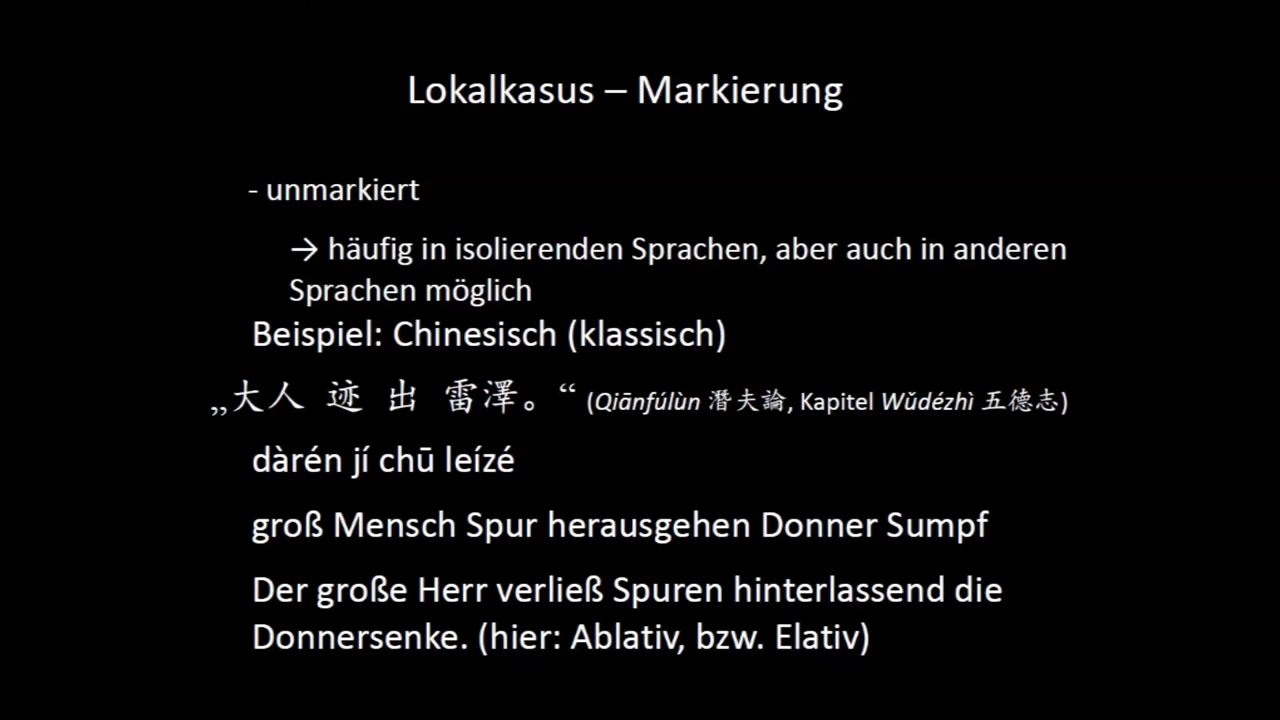 Lokalkasus – Markierung
- unmarkiert
→ häufig in isolierenden Sprachen, aber auch in anderen
Sprachen möglich
Beispiel: Chinesisch (klassisch)
„大人 迹 出 雷澤。“ (Qiānfúlùn 潛夫論, Kapitel Wǔdézhì 五德志)
dàrén jí chū leízé
groß Mensch Spur herausgehen Donner Sumpf
Der große Herr verließ Spuren hinterlassend die
Donnersenke. (hier: Ablativ, bzw. Elativ)